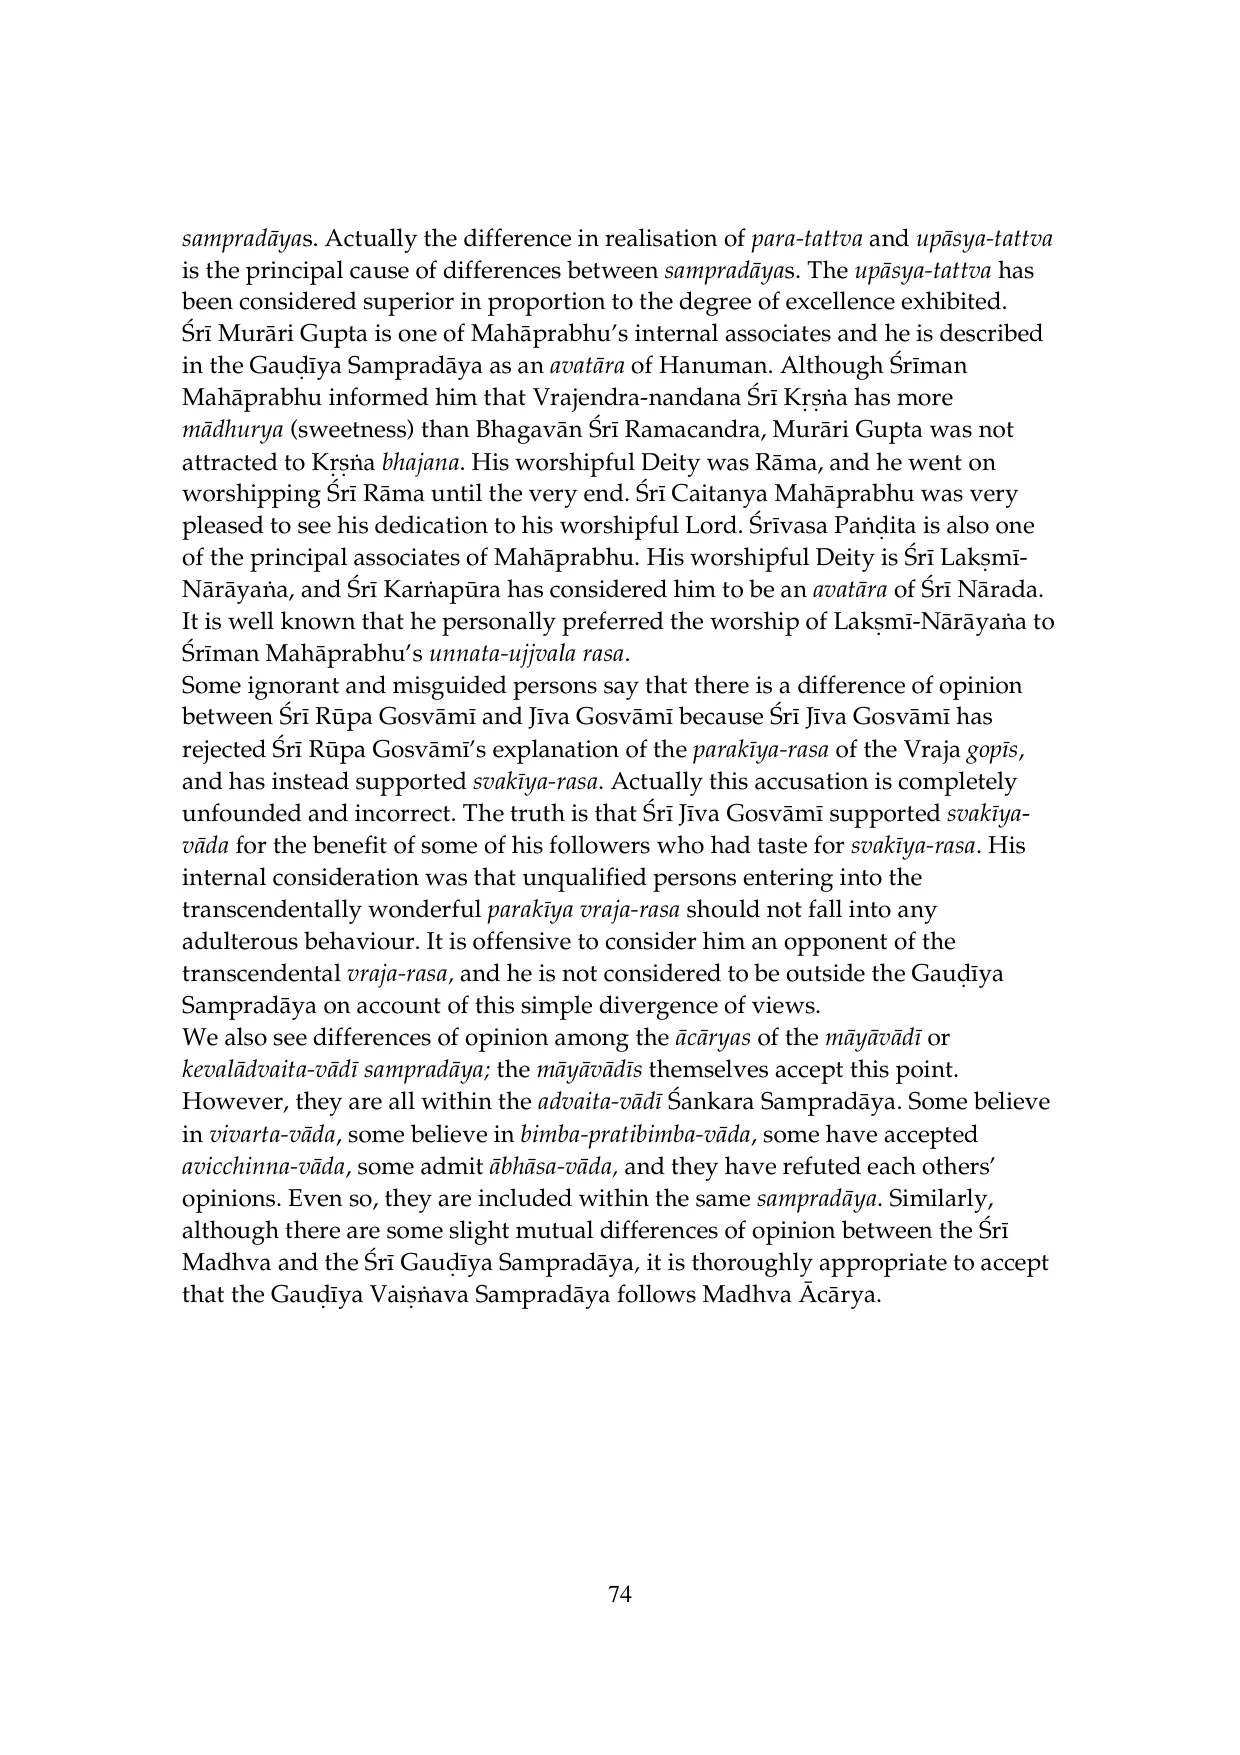 sampradāyas. Actually the difference in realisation of para-tattva and upāsya-tattva
is the principal cause of differences between sampradāyas. The upāsya-tattva has
been considered superior in proportion to the degree of excellence exhibited.
Śrī Murāri Gupta is one of Mahāprabhu’s internal associates and he is described
in the Gauḍīya Sampradāya as an avatāra of Hanuman. Although Śrīman
Mahāprabhu informed him that Vrajendra-nandana Śrī Kṛṣṅa has more
mādhurya (sweetness) than Bhagavān Śrī Ramacandra, Murāri Gupta was not
attracted to Kṛṣṅa bhajana. His worshipful Deity was Rāma, and he went on
worshipping Śrī Rāma until the very end. Śrī Caitanya Mahāprabhu was very
pleased to see his dedication to his worshipful Lord. Śrīvasa Paṅḍita is also one
of the principal associates of Mahāprabhu. His worshipful Deity is Śrī Lakṣmī-
Nārāyaṅa, and Śrī Karṅapūra has considered him to be an avatāra of Śrī Nārada.
It is well known that he personally preferred the worship of Lakṣmī-Nārāyaṅa to
Śrīman Mahāprabhu’s unnata-ujjvala rasa.
Some ignorant and misguided persons say that there is a difference of opinion
between Śrī Rūpa Gosvāmī and Jīva Gosvāmī because Śrī Jīva Gosvāmī has
rejected Śrī Rūpa Gosvāmī’s explanation of the parakīya-rasa of the Vraja gopīs,
and has instead supported svakīya-rasa. Actually this accusation is completely
unfounded and incorrect. The truth is that Śrī Jīva Gosvāmī supported svakīya-
vāda for the benefit of some of his followers who had taste for svakīya-rasa. His
internal consideration was that unqualified persons entering into the
transcendentally wonderful parakīya vraja-rasa should not fall into any
adulterous behaviour. It is offensive to consider him an opponent of the
transcendental vraja-rasa, and he is not considered to be outside the Gauḍīya
Sampradāya on account of this simple divergence of views.
We also see differences of opinion among the ācāryas of the māyāvādī or
kevalādvaita-vādī sampradāya; the māyāvādīs themselves accept this point.
However, they are all within the advaita-vādī Śankara Sampradāya. Some believe
in vivarta-vāda, some believe in bimba-pratibimba-vāda, some have accepted
avicchinna-vāda, some admit ābhāsa-vāda, and they have refuted each others’
opinions. Even so, they are included within the same sampradāya. Similarly,
although there are some slight mutual differences of opinion between the Śrī
Madhva and the Śrī Gauḍīya Sampradāya, it is thoroughly appropriate to accept
that the Gauḍīya Vaiṣṅava Sampradāya follows Madhva Ācārya.
74